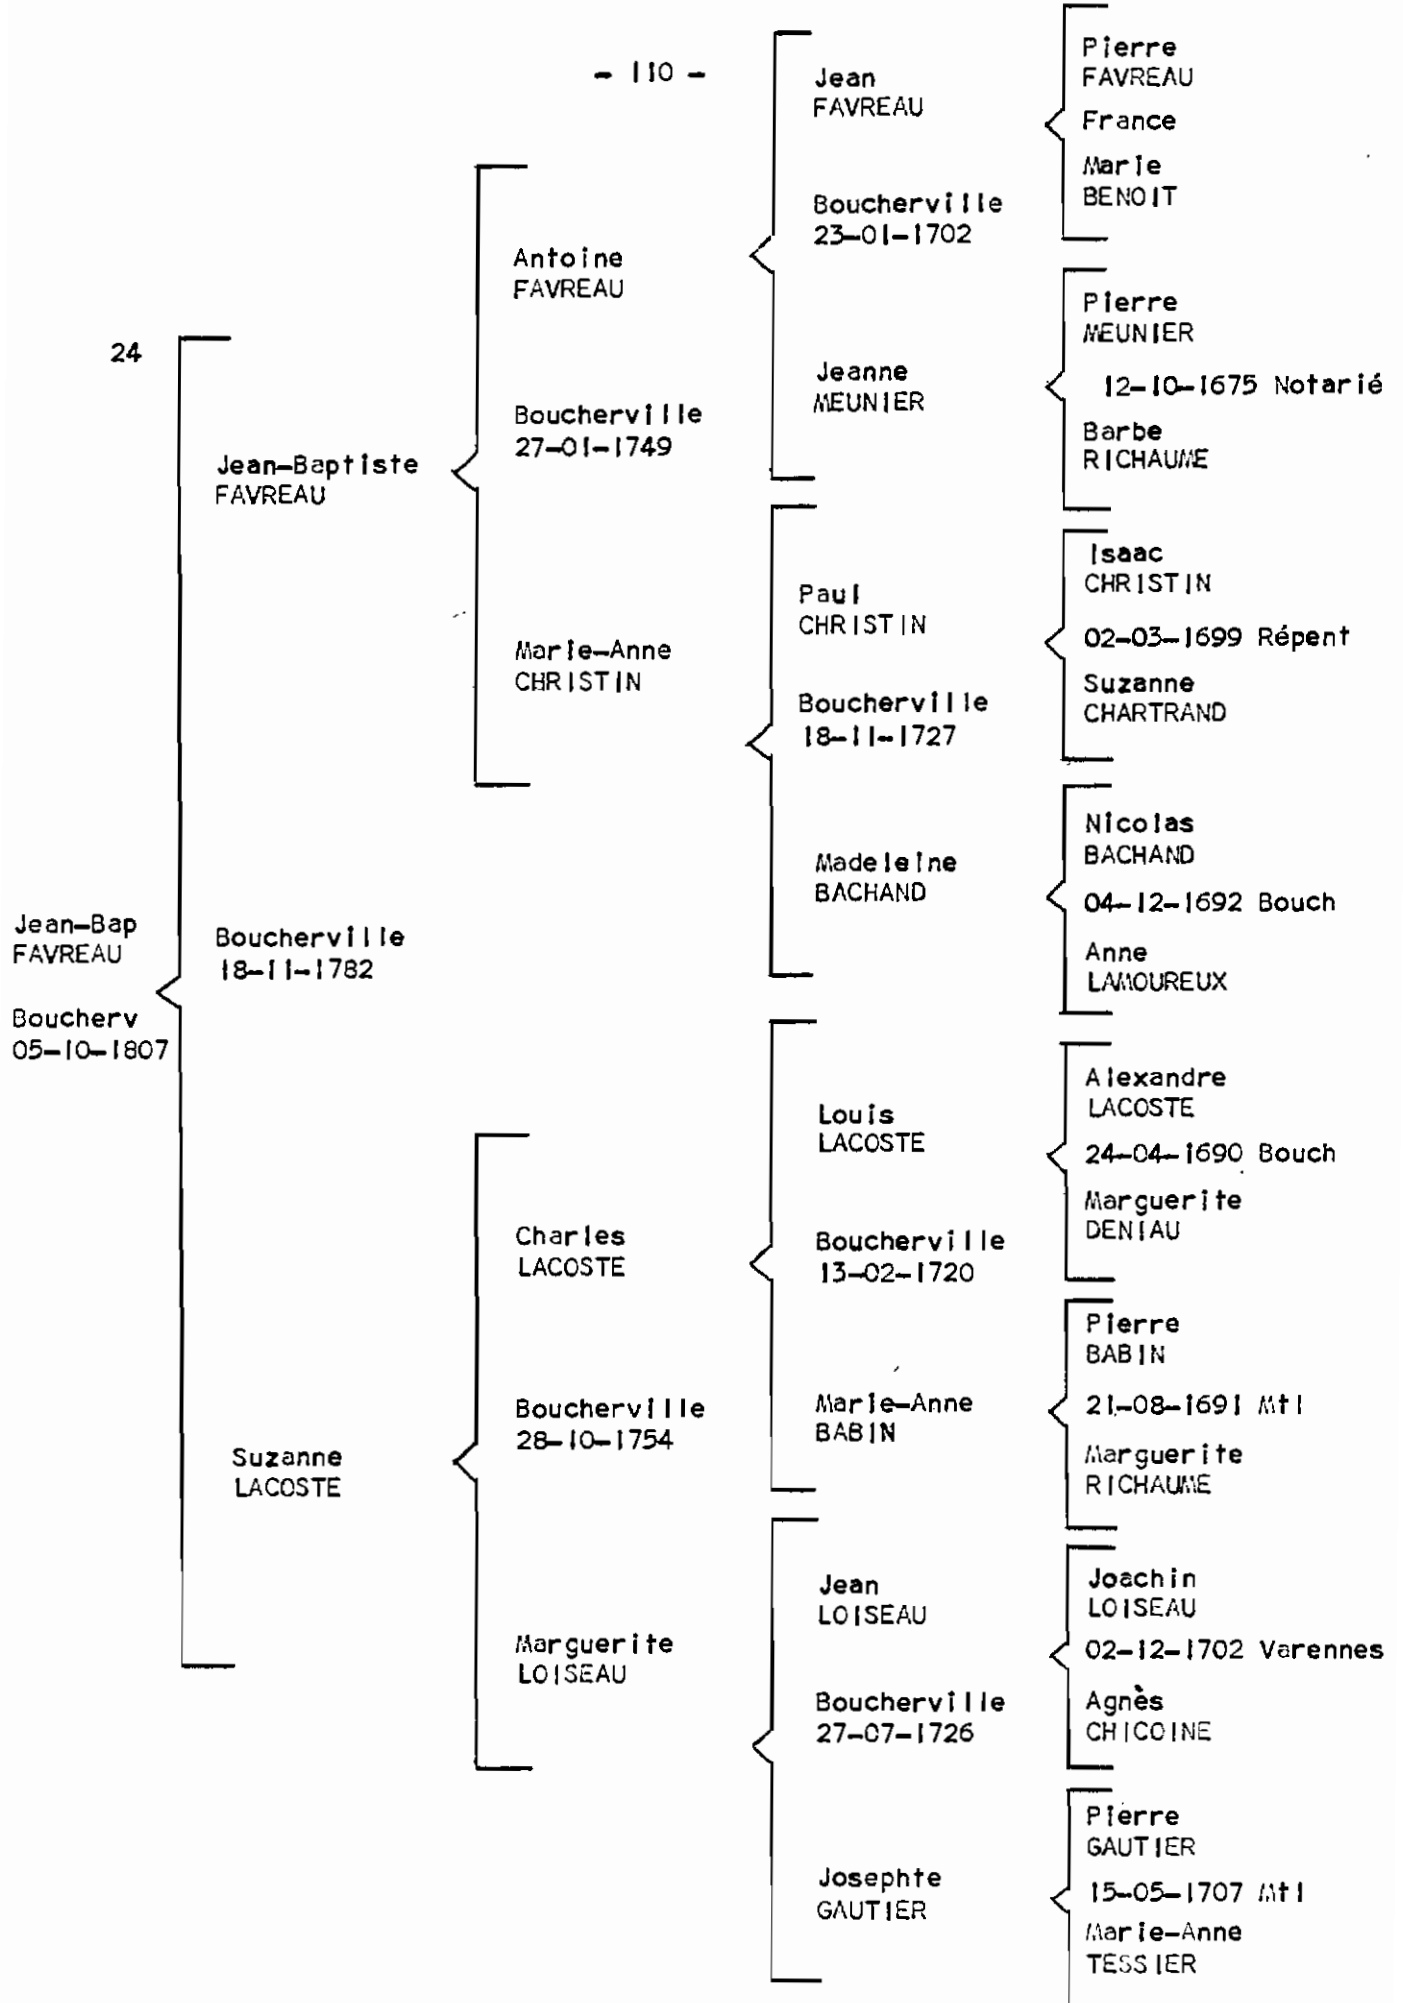 - 110 -
24
Jean-Bap
FAVREAU
Boucherv
05-10-1807
Jean-Baptiste
FAVREAU
Boucherville
18-11-1782
Suzanne
LACOSTE
Antoine
FAVREAU
Boucherville
27-01-1749
Marie-Anne
CHRISTIN
Charles
LACOSTE
Boucherville
28-10-1754
Marguerite
LOISEAU
Jean
FAVREAU
Boucherville
23-01-1702
Jeanne
MEUNIER
Paul
CHRISTIN
Boucherville
18-11-1727
Madeleine
BACHAND
Louis
LACOSTE
Boucherville
13-02-1720
Marie-Anne
BABIN
Jean
LOISEAU
Boucherville
27-07-1726
Josephte
GAUTIER
Pierre
FAVREAU
France
Marie
BENOIT
Pierre
MEUNIER
12-10-1675 Notarié
Barbe
RICHAUME
Isaac
CHRISTIN
02-03-1699 Répent
Suzanne
CHARTRAND
Nicolas
BACHAND
04-12-1692 Bouch
Anne
LAMOUREUX
Alexandre
LACOSTE
24-04-1690 Bouch
Marguerite
DENIAU
Pierre
BABIN
21-08-1691 Mtl
Marguerite
RICHAUME
Joachin
LOISEAU
02-12-1702 Varennes
Agnès
CHICOINE
Pierre
GAUTIER
15-05-1707 Mtl
Marie-Anne
TESSIER